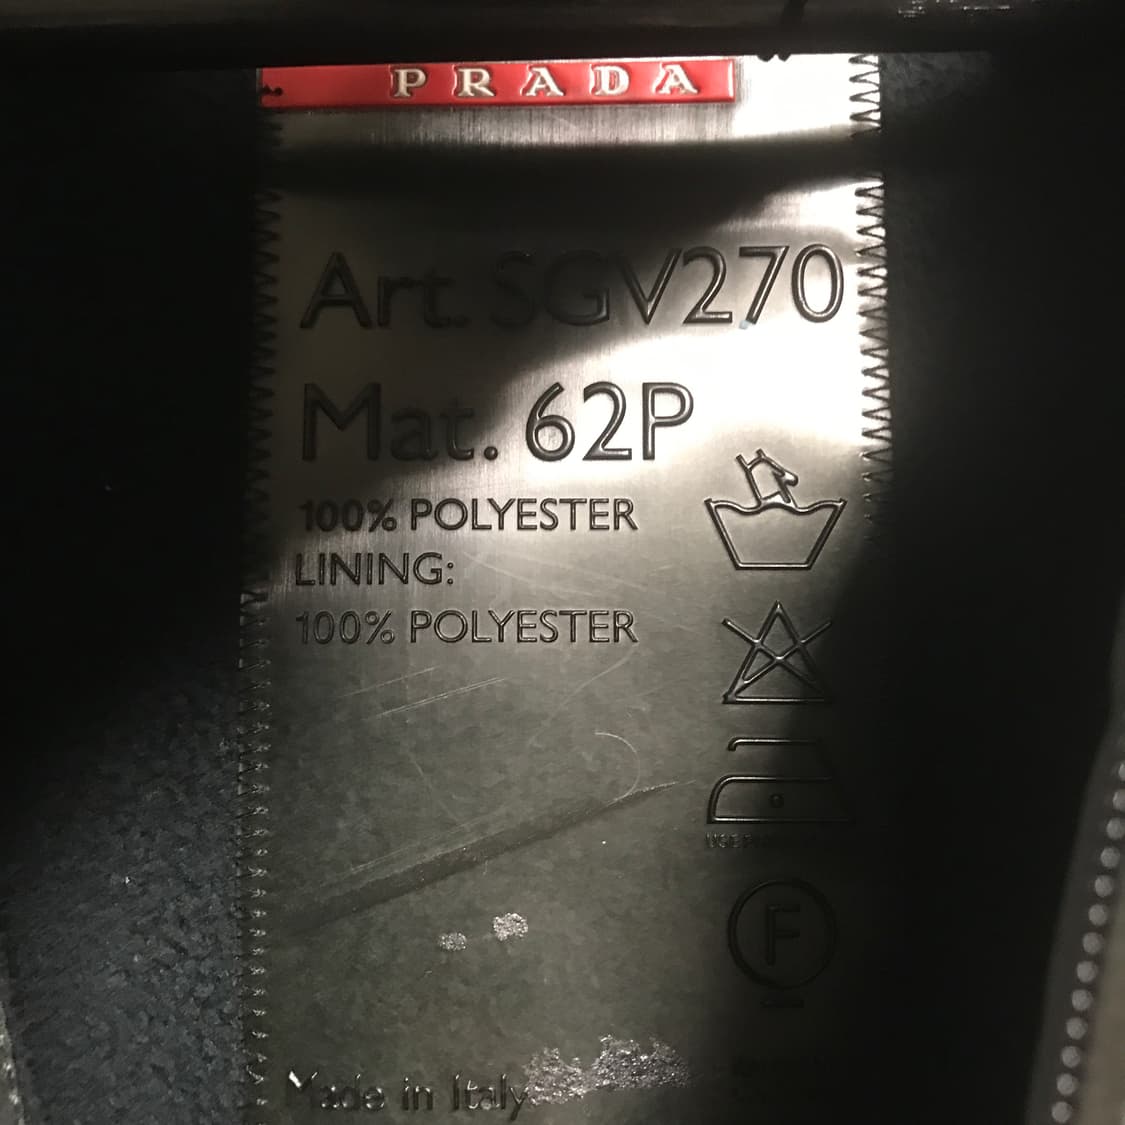 PRADA
Art. SGV270
Mat. 62P
100% POLYESTER
LINING:
100% POLYESTER
F
Made in Italy